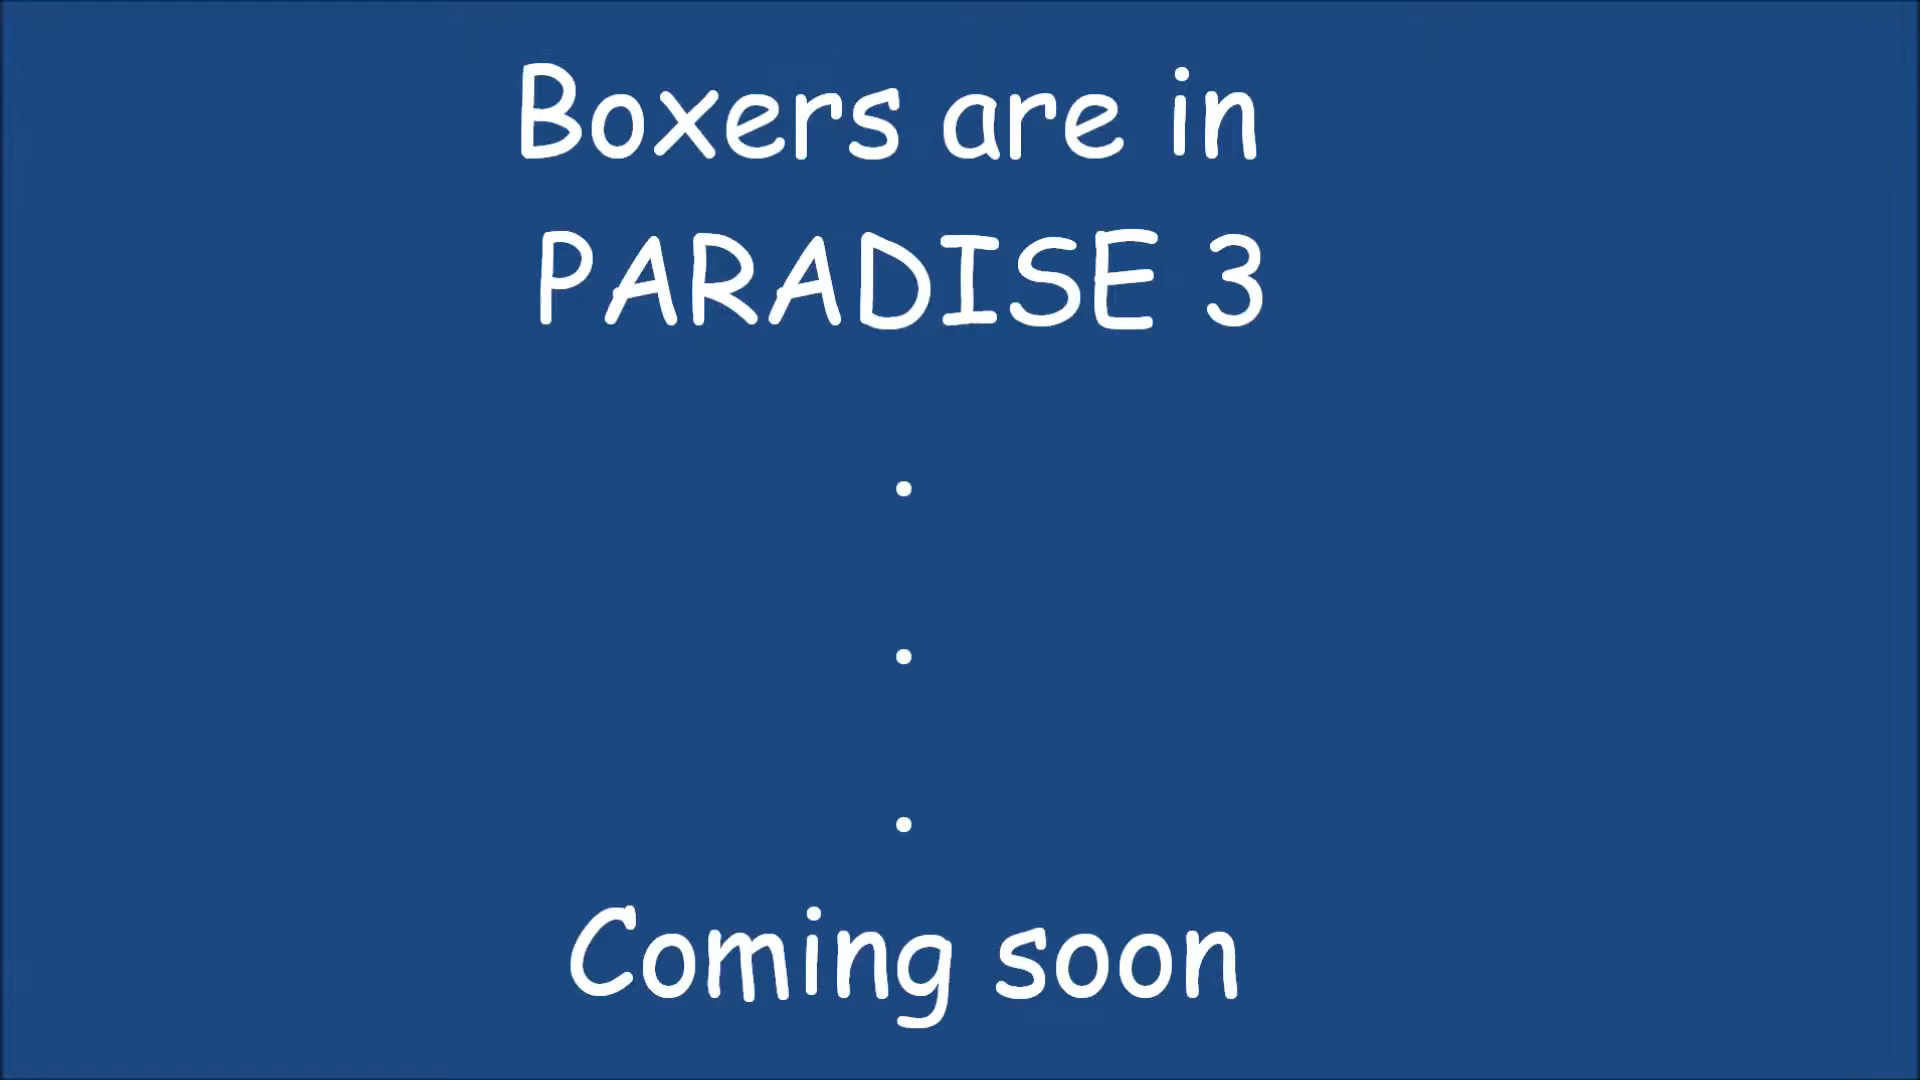 Boxers are in
PARADISE 3
.
.
.
Coming soon